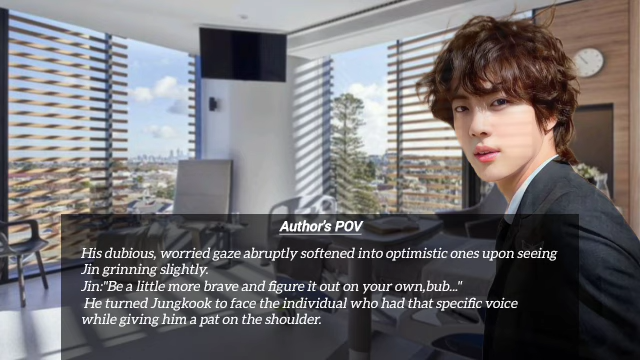 Author's POV
His dubious, worried gaze abruptly softened into optimistic ones upon seeing
Jin grinning slightly.
Jin:"Be a little more brave and figure it out on your own,bub..."
He turned Jungkook to face the individual who had that specific voice
while giving him a pat on the shoulder.